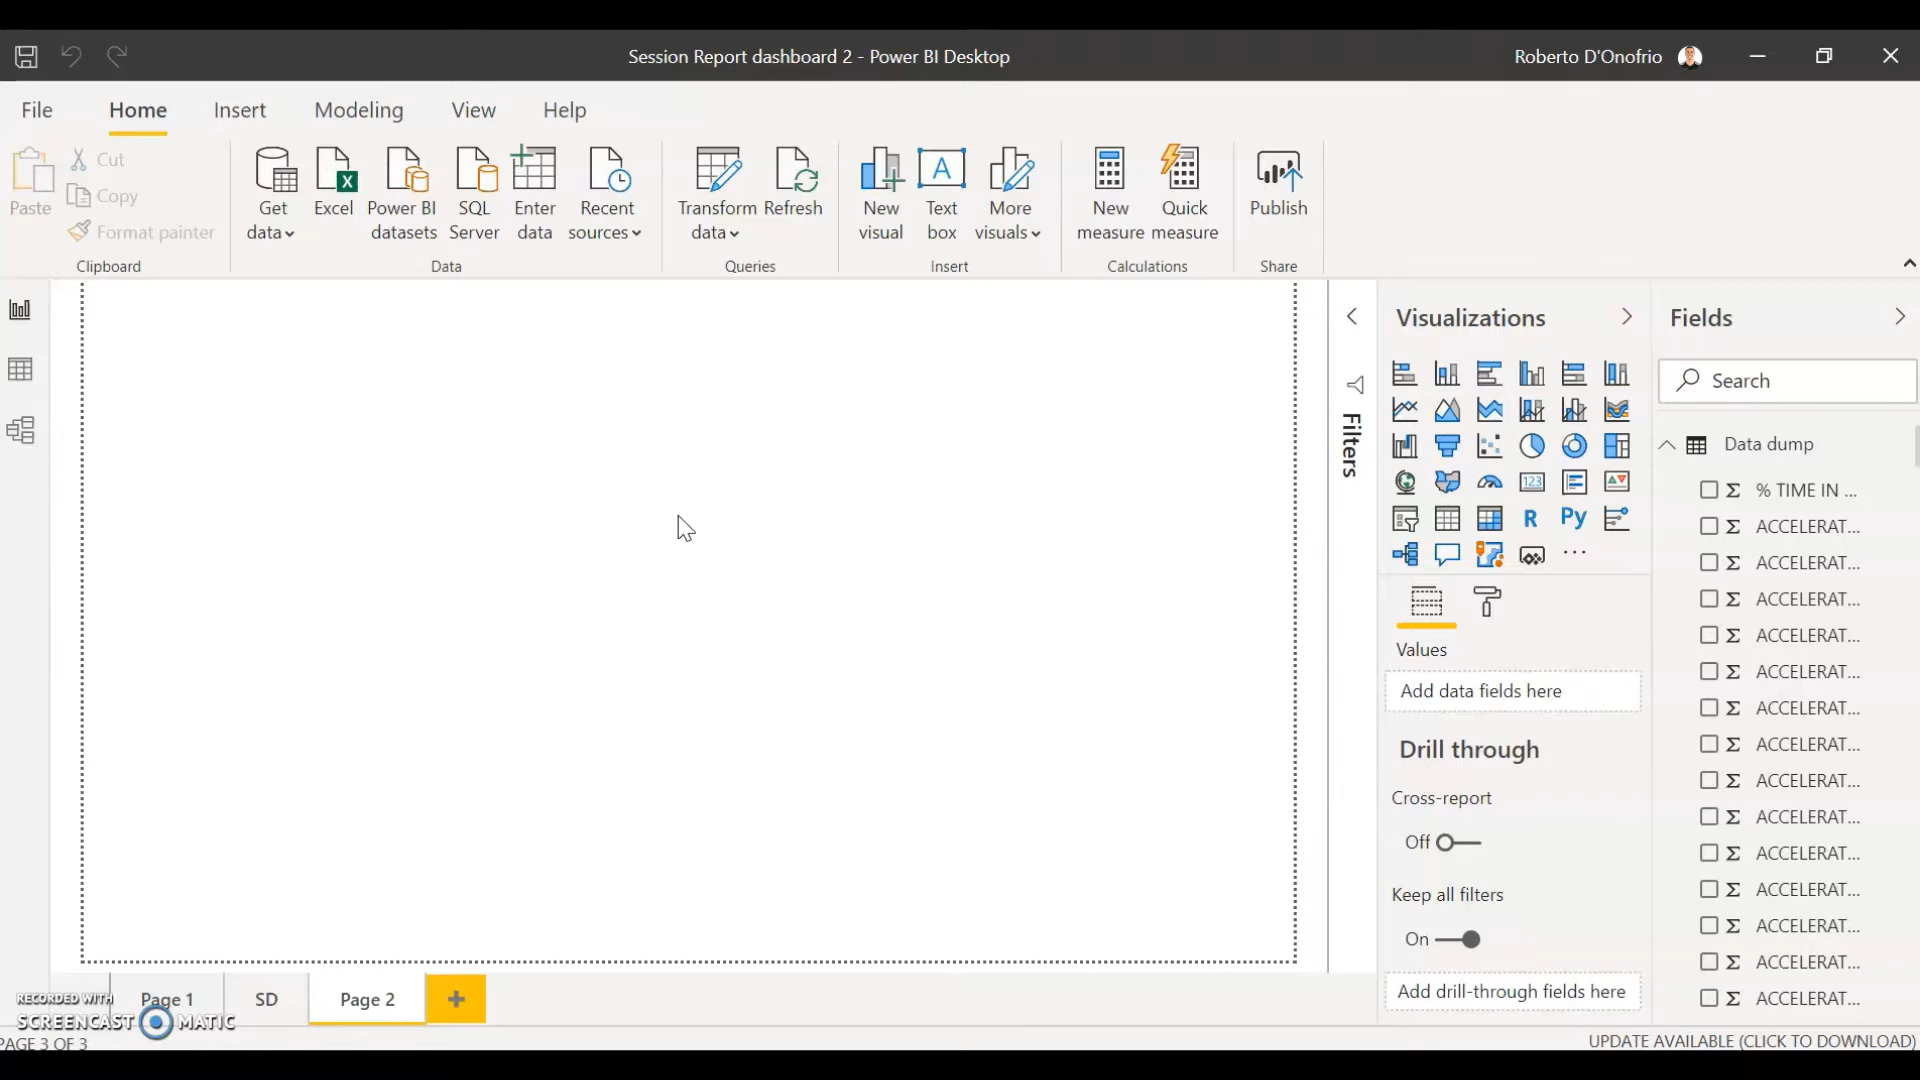 Session Report dashboard 2 - Power BI Desktop
Roberto D'Onofrio
File Home Insert Modeling View Help
Paste
Cut
Copy
Format painter
Clipboard
Get data
Excel
Power BI datasets
SQL Server
Enter data
Recent sources
Data
Transform data
Refresh
Queries
New visual
A
Text box
More visuals
Insert
New measure
Quick measure
Calculations
Publish
Share
Filters
Visualizations
123
R
Py
...
Values
Add data fields here
Drill through
Cross-report
Off
Keep all filters
On
Add drill-through fields here
Fields
Search
Data dump
Σ % TIME IN ...
Σ ACCELERAT...
Σ ACCELERAT...
Σ ACCELERAT...
Σ ACCELERAT...
Σ ACCELERAT...
Σ ACCELERAT...
Σ ACCELERAT...
Σ ACCELERAT...
Σ ACCELERAT...
Σ ACCELERAT...
Σ ACCELERAT...
Σ ACCELERAT...
Σ ACCELERAT...
Σ ACCELERAT...
Page 1 SD Page 2 +
RECORDED WITH
SCREENCAST MATIC
PAGE 3 OF 3
UPDATE AVAILABLE (CLICK TO DOWNLOAD)